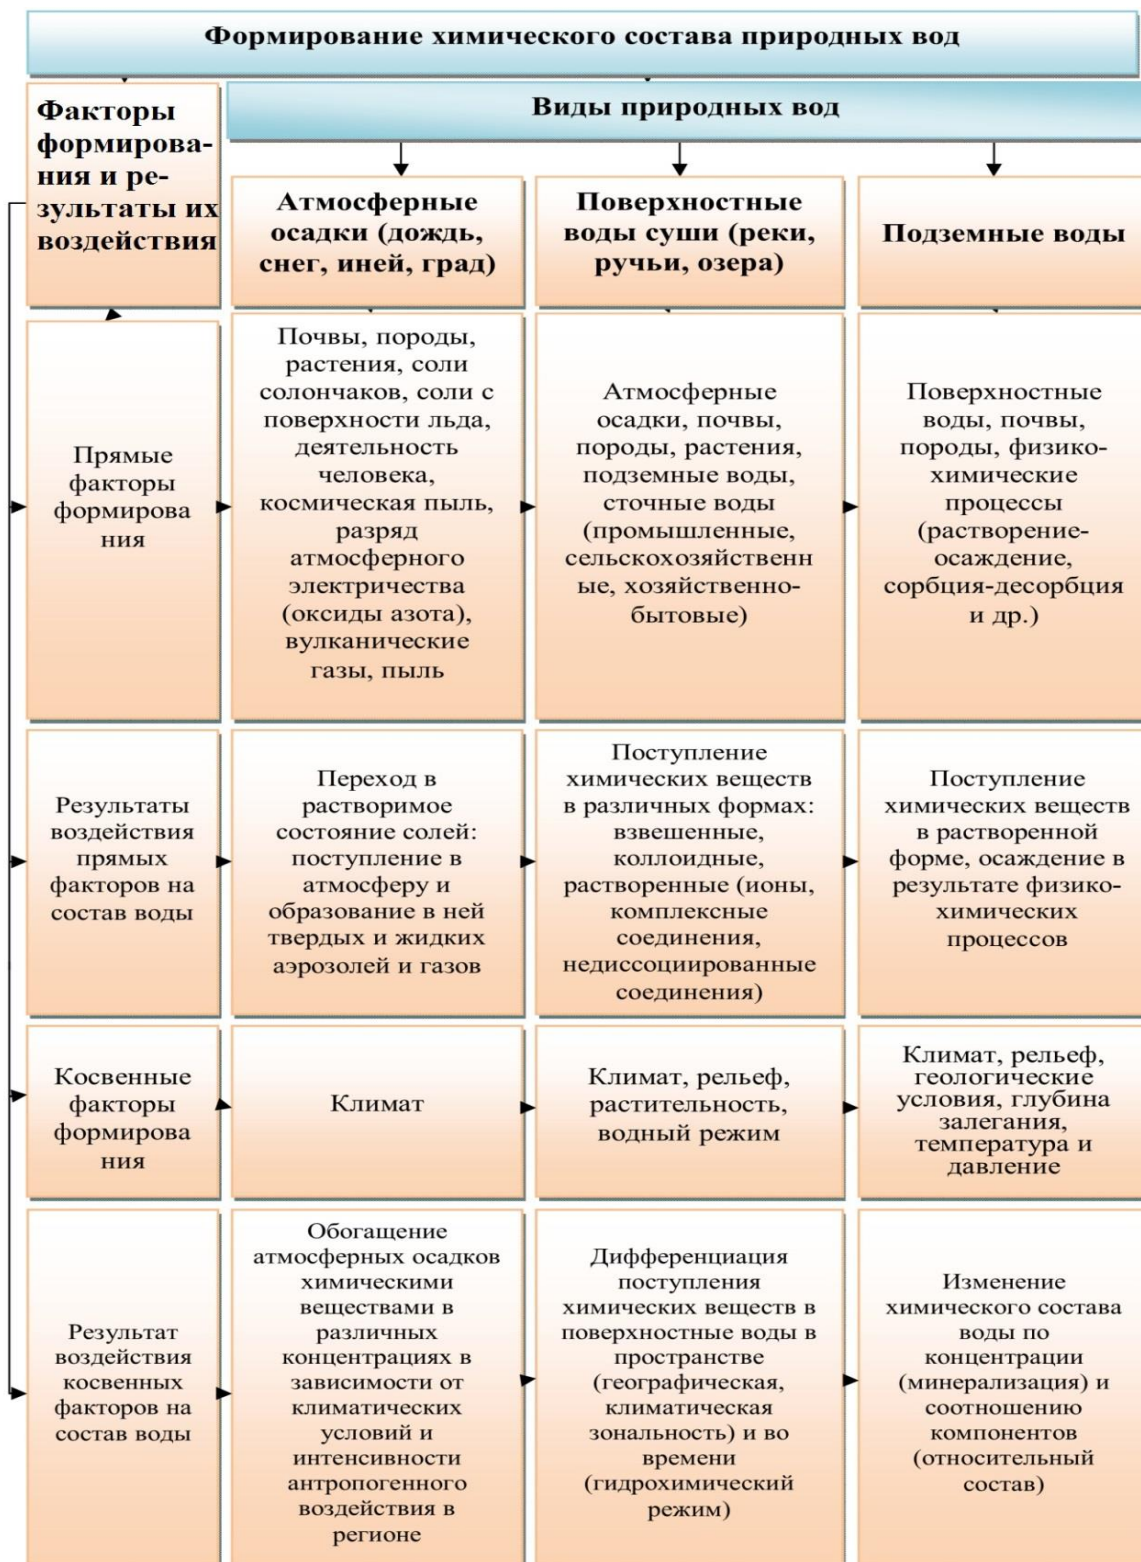 Формирование химического состава природных вод
Факторы
формирова-
ния и ре-
зультаты их
воздействия
Виды природных вод
Атмосферные
осадки (дождь,
снег, иней, град)
Поверхностные
воды суши (реки,
ручьи, озера)
Подземные воды
Прямые
факторы
формирова
ния
Почвы, породы,
растения, соли
солончаков, соли с
поверхности льда,
деятельность
человека,
космическая пыль,
разряд
атмосферного
электричества
(оксиды азота),
вулканические
газы, пыль
Атмосферные
осадки, почвы,
породы, растения,
подземные воды,
сточные воды
(промышленные,
сельскохозяйственн
ые, хозяйственно-
бытовые)
Поверхностные
воды, почвы,
породы, физико-
химические
процессы
(растворение-
осаждение,
сорбция-десорбция
и др.)
Результаты
воздействия
прямых
факторов на
состав воды
Переход в
растворимое
состояние солей:
поступление в
атмосферу и
образование в ней
твердых и жидких
аэрозолей и газов
Поступление
химических веществ
в различных формах:
взвешенные,
коллоидные,
растворенные (ионы,
комплексные
соединения,
недиссоциированные
соединения)
Поступление
химических веществ
в растворенной
форме, осаждение в
результате физико-
химических
процессов
Косвенные
факторы
формирова
ния
Климат
Климат, рельеф,
растительность,
водный режим
Климат, рельеф,
геологические
условия, глубина
залегания,
температура и
давление
Результат
воздействия
косвенных
факторов на
состав воды
Обогащение
атмосферных осадков
химическими
веществами в
различных
концентрациях в
зависимости от
климатических
условий и
интенсивности
антропогенного
воздействия в
регионе
Дифференциация
поступления
химических веществ в
поверхностные воды в
пространстве
(географическая,
климатическая
зональность) и во
времени
(гидрохимический
режим)
Изменение
химического состава
воды по
концентрации
(минерализация) и
соотношению
компонентов
(относительный
состав)